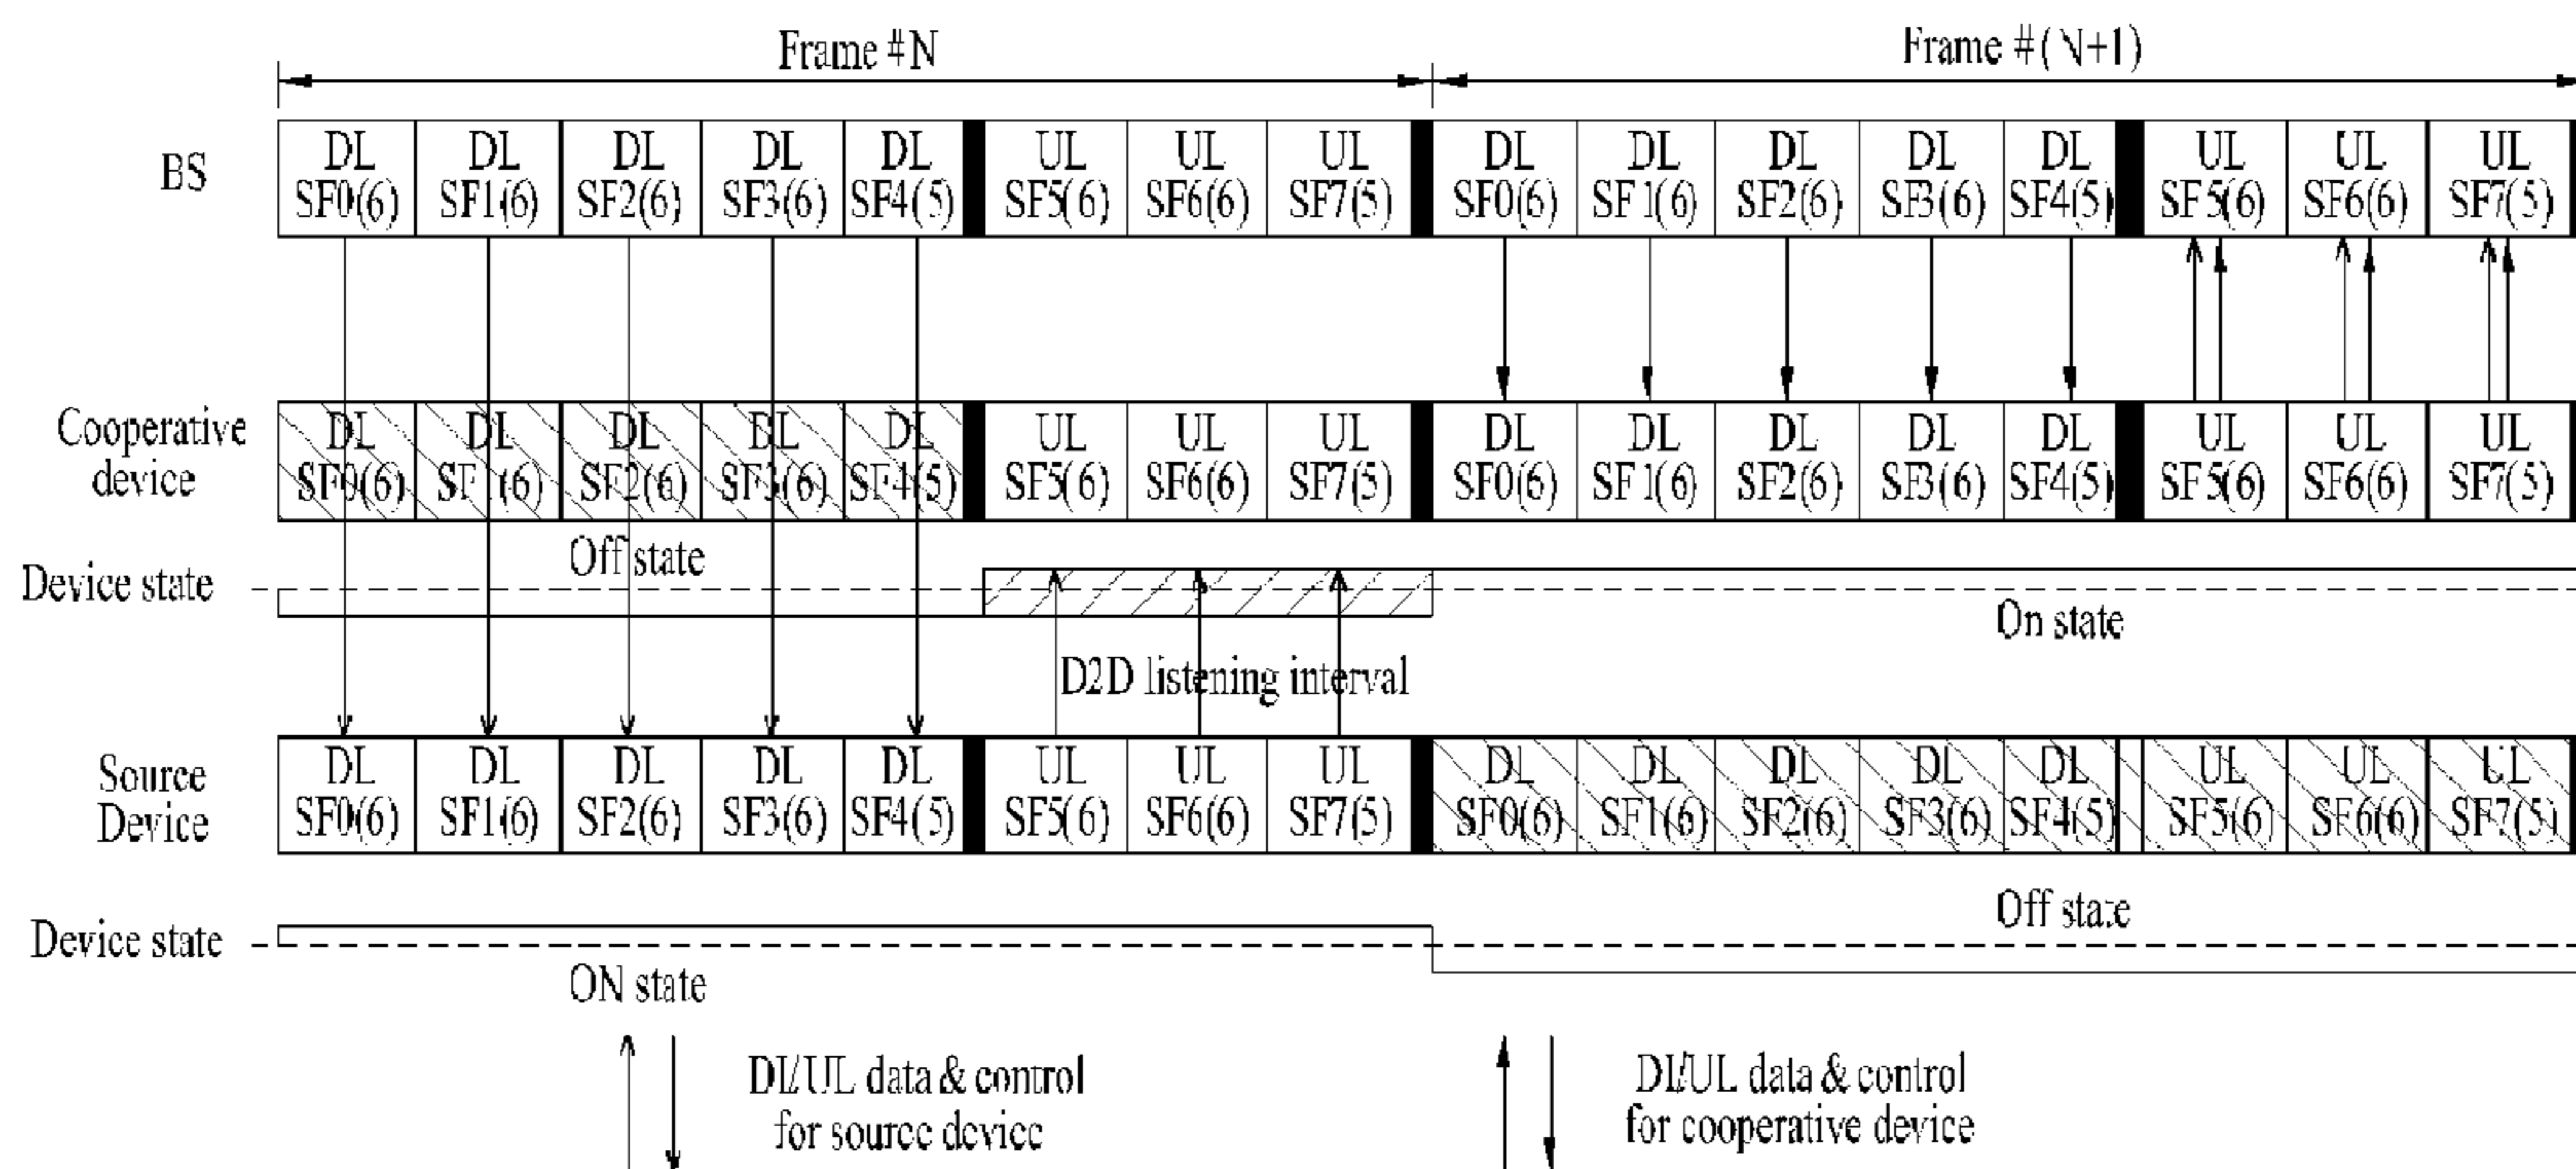 Frame #N
Frame #(N+1)
BS
DL DL DL DL DL UL UL UL DL DL DL DL DL UL UL UL
SF0(6) SF1(6) SF2(6) SF3(6) SF4(5) SF5(6) SF6(6) SF7(5) SF0(6) SF1(6) SF2(6) SF3(6) SF4(5) SF5(6) SF6(6) SF7(5)
Cooperative
device
DL DL DL DL DL UL UL UL DL DL DL DL DL UL UL UL
SF0(6) SF1(6) SF2(6) SF3(6) SF4(5) SF5(6) SF6(6) SF7(5) SF0(6) SF1(6) SF2(6) SF3(6) SF4(5) SF5(6) SF6(6) SF7(5)
Off state
Device state
On state
D2D listening interval
Source
Device
DL DL DL DL DL UL UL UL DL DL DL DL DL UL UL UL
SF0(6) SF1(6) SF2(6) SF3(6) SF4(5) SF5(6) SF6(6) SF7(5) SF0(6) SF1(6) SF2(6) SF3(6) SF4(5) SF5(6) SF6(6) SF7(5)
Off state
Device state
ON state
DL/UL data & control
for source device
DL/UL data & control
for cooperative device